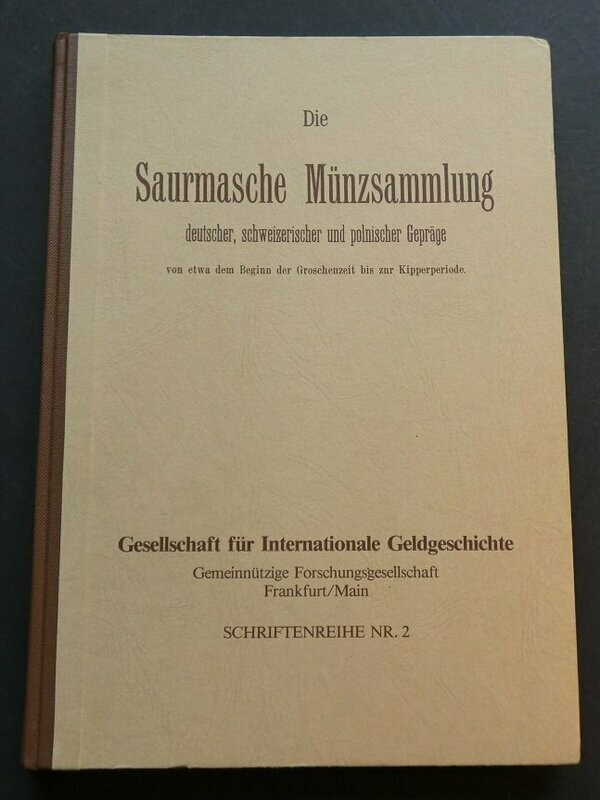 Die
Saurmasche Münzsammlung
deutscher, schweizerischer und polnischer Gepräge
von etwa dem Beginn der Groschenzeit bis zur Kipperperiode.
Gesellschaft für Internationale Geldgeschichte
Gemeinnützige Forschungsgesellschaft
Frankfurt/Main
SCHRIFTENREIHE NR. 2